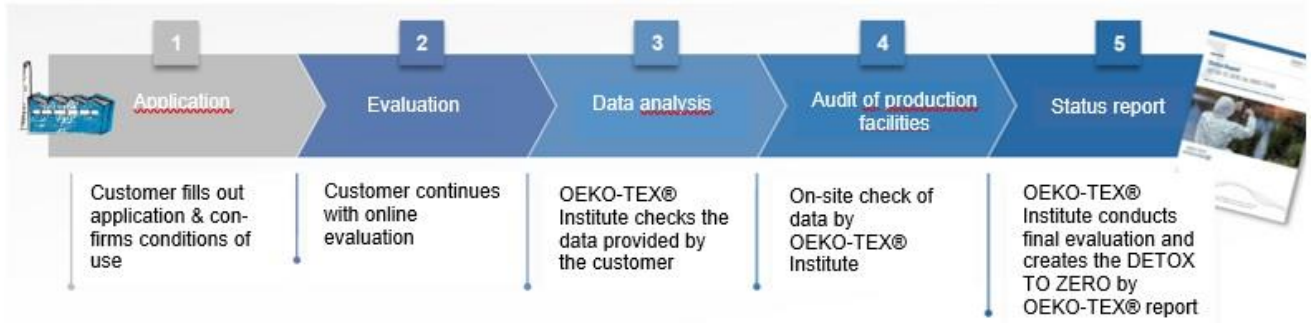 1
2
3
4
5
Application
Evaluation
Data analysis
Audit of production
facilities
Status report
Customer fills out
application & con-
firms conditions of
use
Customer continues
with online
evaluation
OEKO-TEX®
Institute checks the
data provided by
the customer
On-site check of
data by
OEKO-TEX®
Institute
OEKO-TEX®
Institute conducts
final evaluation and
creates the DETOX
TO ZERO by
OEKO-TEX® report